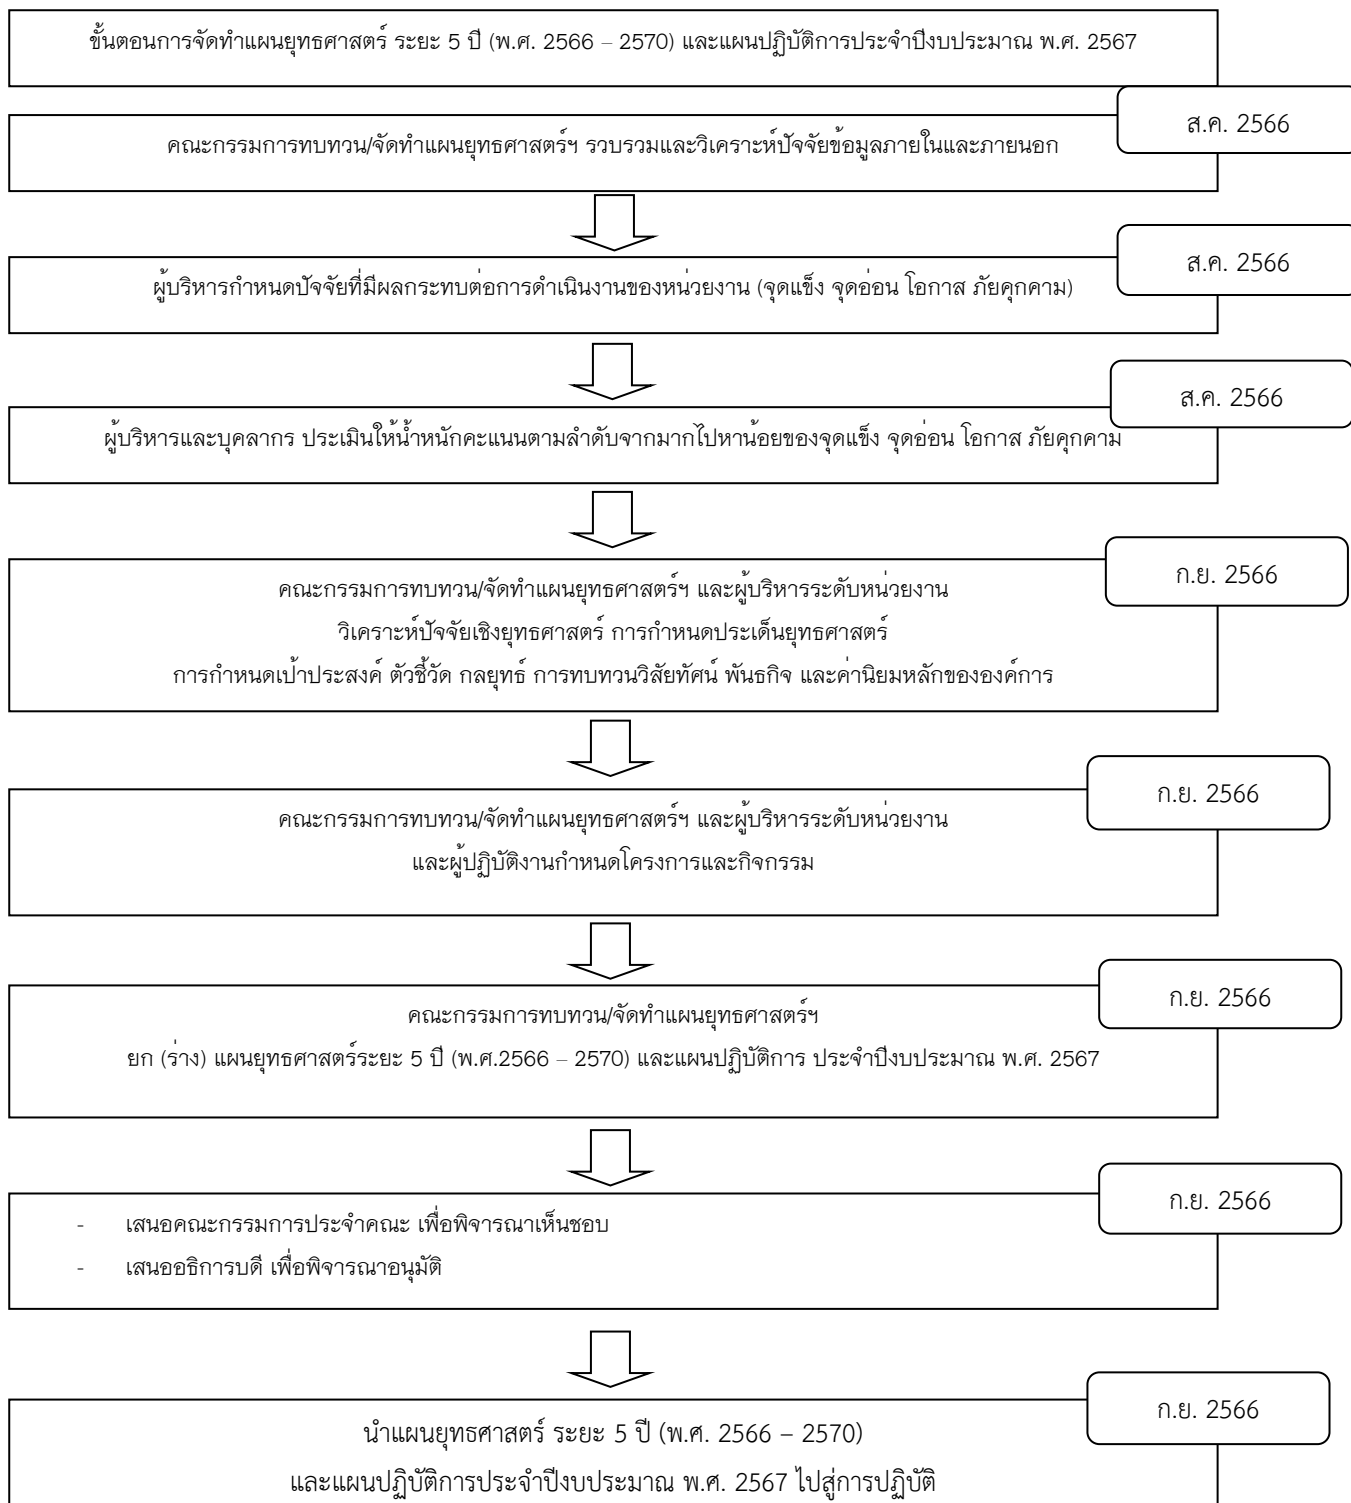 ขั้นตอนการจัดทำแผนยุทธศาสตร์ ระยะ 5 ปี (พ.ศ. 2566 – 2570) และแผนปฏิบัติการประจำปีงบประมาณ พ.ศ. 2567
ส.ค. 2566
คณะกรรมการทบทวน/จัดทำแผนยุทธศาสตร์ฯ รวบรวมและวิเคราะห์ปัจจัยข้อมูลภายในและภายนอก
ส.ค. 2566
ผู้บริหารกำหนดปัจจัยที่มีผลกระทบต่อการดำเนินงานของหน่วยงาน (จุดแข็ง จุดอ่อน โอกาส ภัยคุกคาม)
ส.ค. 2566
ผู้บริหารและบุคลากร ประเมินให้น้ำหนักคะแนนตามลำดับจากมากไปหาน้อยของจุดแข็ง จุดอ่อน โอกาส ภัยคุกคาม
ก.ย. 2566
คณะกรรมการทบทวน/จัดทำแผนยุทธศาสตร์ฯ และผู้บริหารระดับหน่วยงาน
วิเคราะห์ปัจจัยเชิงยุทธศาสตร์ การกำหนดประเด็นยุทธศาสตร์
การกำหนดเป้าประสงค์ ตัวชี้วัด กลยุทธ์ การทบทวนวิสัยทัศน์ พันธกิจ และค่านิยมหลักขององค์การ
ก.ย. 2566
คณะกรรมการทบทวน/จัดทำแผนยุทธศาสตร์ฯ และผู้บริหารระดับหน่วยงาน
และผู้ปฏิบัติงานกำหนดโครงการและกิจกรรม
ก.ย. 2566
คณะกรรมการทบทวน/จัดทำแผนยุทธศาสตร์ฯ
ยก (ร่าง) แผนยุทธศาสตร์ระยะ 5 ปี (พ.ศ.2566 – 2570) และแผนปฏิบัติการ ประจำปีงบประมาณ พ.ศ. 2567
ก.ย. 2566
- เสนอคณะกรรมการประจำคณะ เพื่อพิจารณาเห็นชอบ
- เสนออธิการบดี เพื่อพิจารณาอนุมัติ
ก.ย. 2566
นำแผนยุทธศาสตร์ ระยะ 5 ปี (พ.ศ. 2566 – 2570)
และแผนปฏิบัติการประจำปีงบประมาณ พ.ศ. 2567 ไปสู่การปฏิบัติ